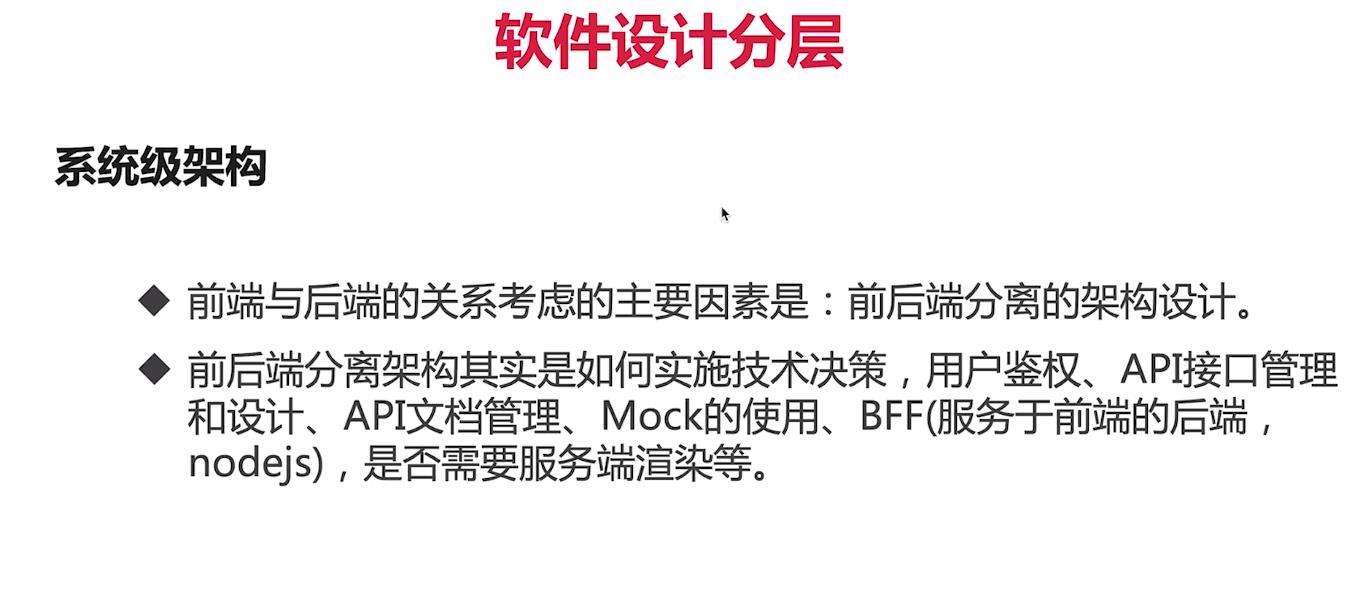 软件设计分层
系统级架构
◆ 前端与后端的关系考虑的主要因素是：前后端分离的架构设计。
◆ 前后端分离架构其实是如何实施技术决策，用户鉴权、API接口管理
和设计、API文档管理、Mock的使用、BFF(服务于前端的后端，
nodejs)，是否需要服务端渲染等。